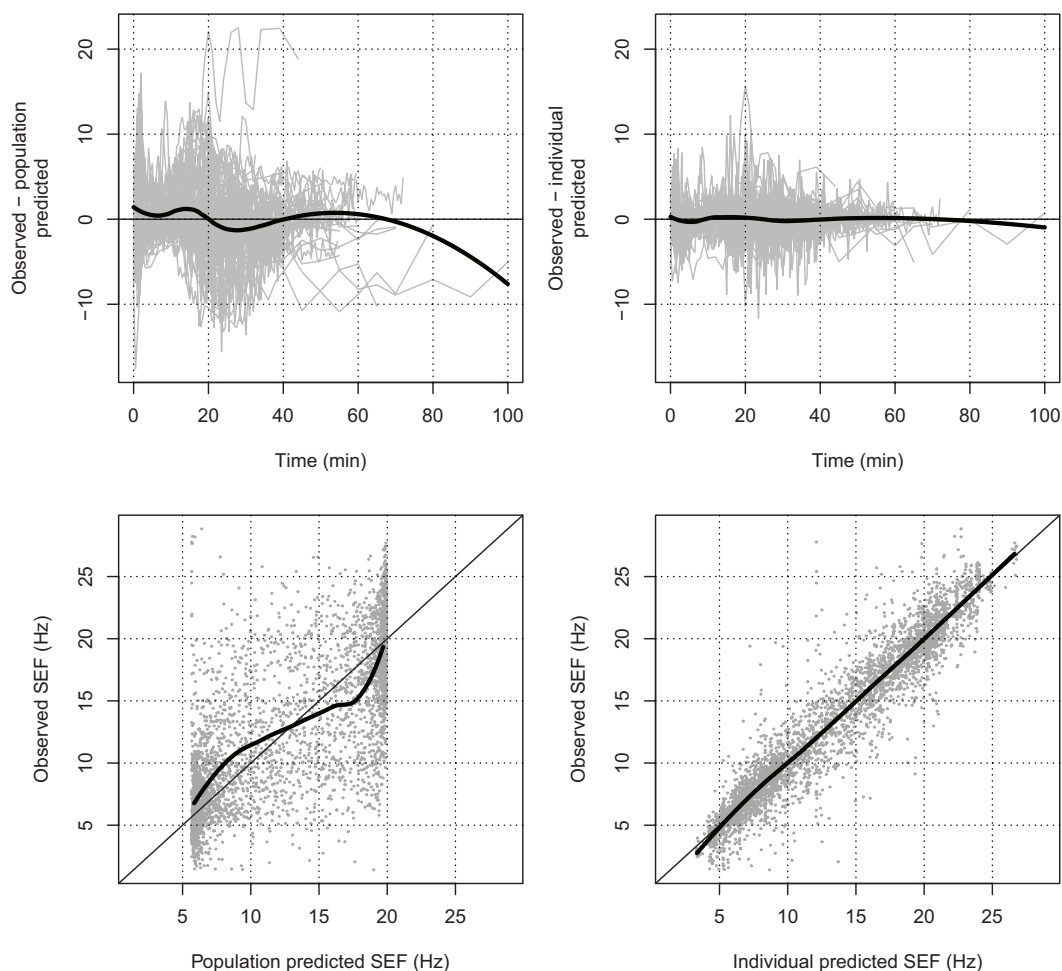 Observed – population
predicted
20
10
0
−10
0 20 40 60 80 100
Time (min)
Observed – individual
predicted
20
10
0
−10
0 20 40 60 80 100
Time (min)
Observed SEF (Hz)
25
20
15
10
5
5 10 15 20 25
Population predicted SEF (Hz)
Observed SEF (Hz)
25
20
15
10
5
5 10 15 20 25
Individual predicted SEF (Hz)